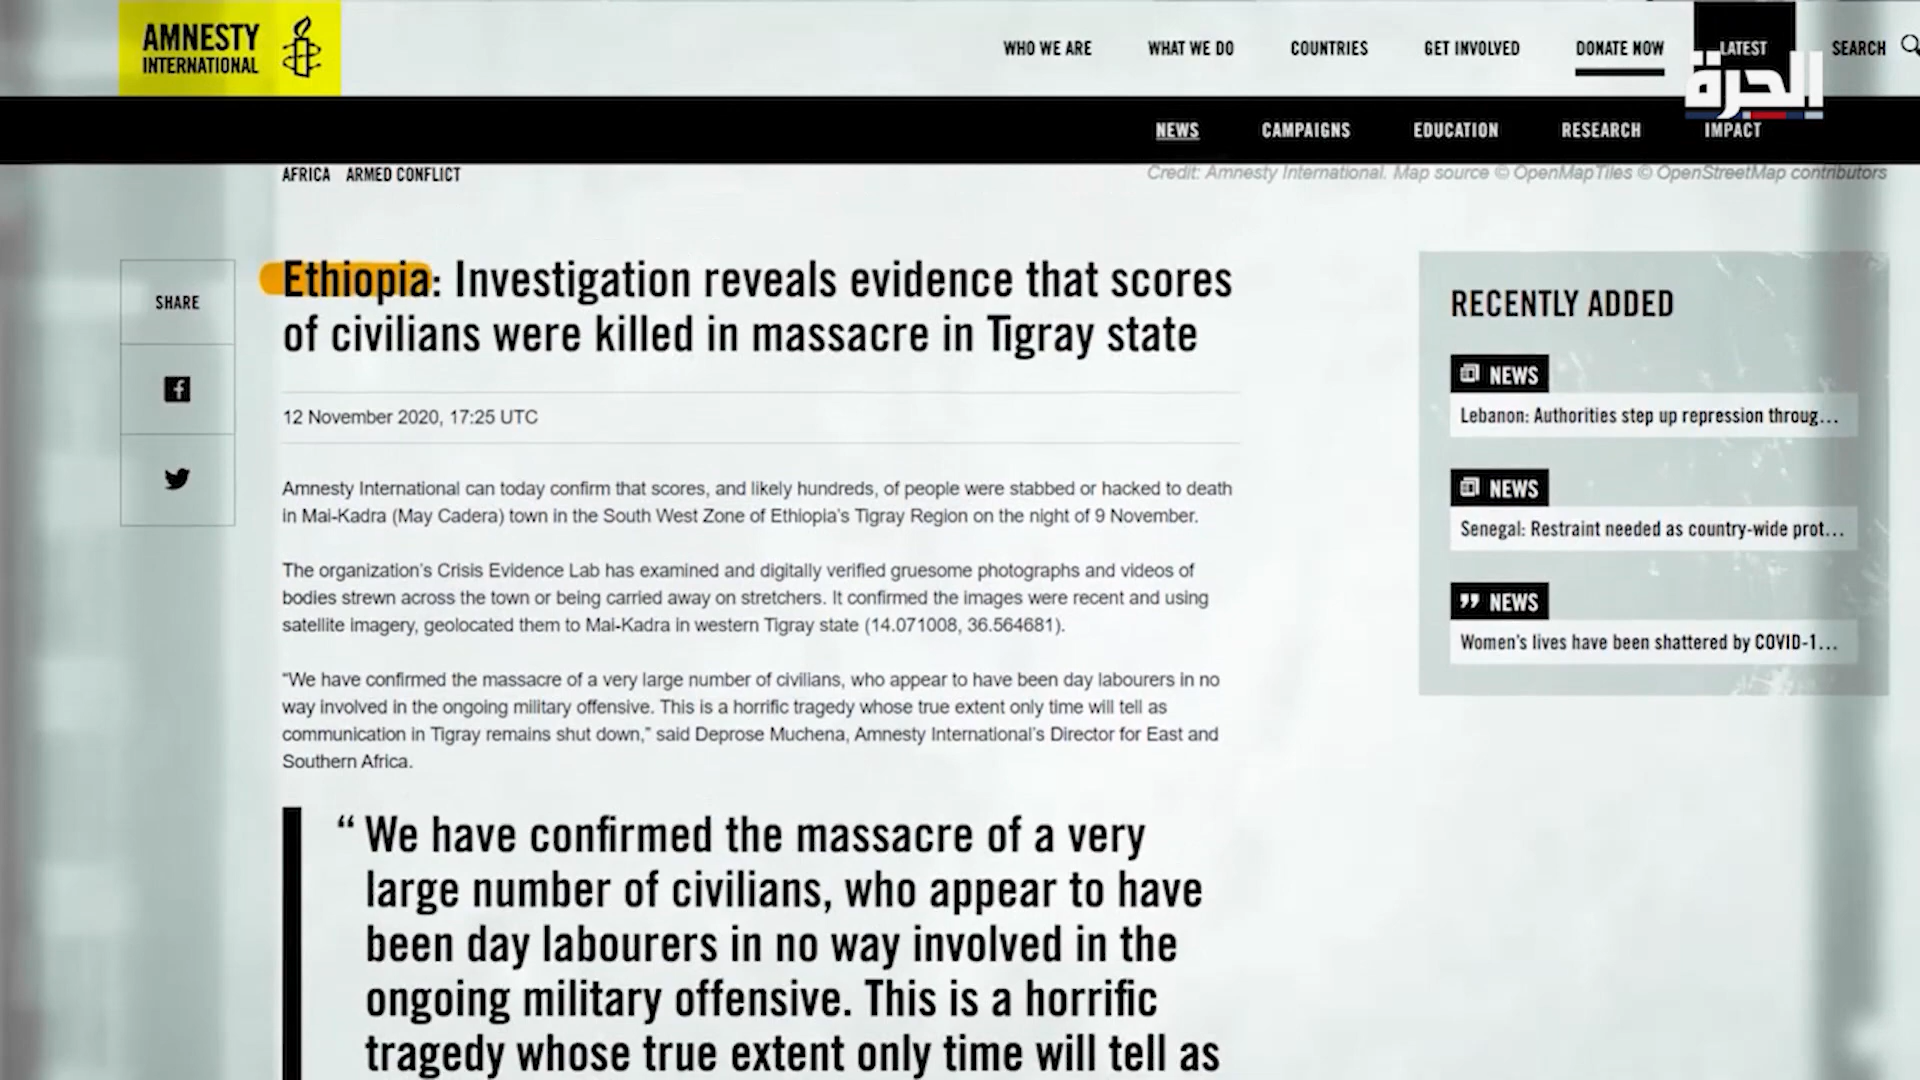 AMNESTY
INTERNATIONAL
WHO WE ARE
WHAT WE DO
COUNTRIES
GET INVOLVED
DONATE NOW
LATEST
SEARCH
الحرة
NEWS
CAMPAIGNS
EDUCATION
RESEARCH
IMPACT
AFRICA ARMED CONFLICT
Credit: Amnesty International. Map source © OpenMapTiles © OpenStreetMap contributors
SHARE
Ethiopia: Investigation reveals evidence that scores
of civilians were killed in massacre in Tigray state
12 November 2020, 17:25 UTC
Amnesty International can today confirm that scores, and likely hundreds, of people were stabbed or hacked to death
in Mai-Kadra (May Cadera) town in the South West Zone of Ethiopia's Tigray Region on the night of 9 November.
The organization's Crisis Evidence Lab has examined and digitally verified gruesome photographs and videos of
bodies strewn across the town or being carried away on stretchers. It confirmed the images were recent and using
satellite imagery, geolocated them to Mai-Kadra in western Tigray state (14.071008, 36.564681).
“We have confirmed the massacre of a very large number of civilians, who appear to have been day labourers in no
way involved in the ongoing military offensive. This is a horrific tragedy whose true extent only time will tell as
communication in Tigray remains shut down,” said Deprose Muchena, Amnesty International's Director for East and
Southern Africa.
“ We have confirmed the massacre of a very
large number of civilians, who appear to have
been day labourers in no way involved in the
ongoing military offensive. This is a horrific
tragedy whose true extent only time will tell as
RECENTLY ADDED
NEWS
Lebanon: Authorities step up repression throug...
NEWS
Senegal: Restraint needed as country-wide prot...
NEWS
Women's lives have been shattered by COVID-1...